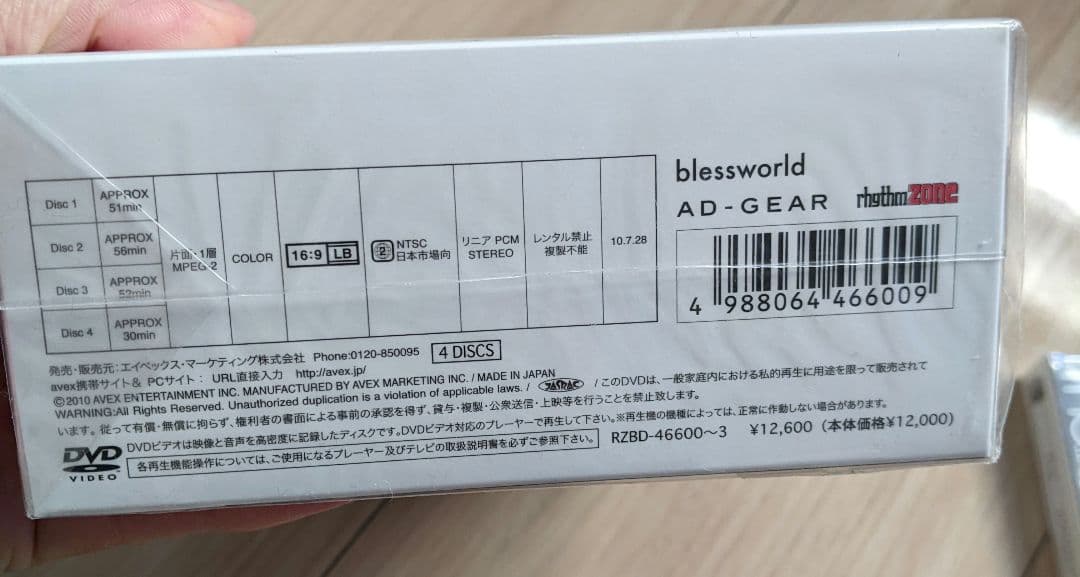 Disc 1 APPROX 51min
Disc 2 APPROX 56min
Disc 3 APPROX 52min
Disc 4 APPROX 30min
片面・1層 MPEG-2
COLOR
16:9 LB
2 NTSC 日本市場向
リニア PCM STEREO
レンタル禁止 複製不能
10.7.28
blessworld
AD-GEAR rhythmzone
4 988064 466009
発売・販売元：エイベックス・マーケティング株式会社 Phone:0120-850095 4 DISCS
avex携帯サイト& PCサイト： URL直接入力 http://avex.jp/
©2010 AVEX ENTERTAINMENT INC. MANUFACTURED BY AVEX MARKETING INC. / MADE IN JAPAN
WARNING:All Rights Reserved. Unauthorized duplication is a violation of applicable laws. / JASRAC / このDVDは、一般家庭内における私的再生に用途を限って販売されて
います。従って有償・無償に拘らず、権利者の書面による事前の承認を得ず、貸与・複製・公衆送信・上映等を行うことを禁止致します。
DVDビデオは映像と音声を高密度に記録したディスクです。DVDビデオ対応のプレーヤーで再生して下さい。※再生機の機種によっては、正常に作動しない場合があります。
DVD VIDEO 各再生機能操作については、ご使用になるプレーヤー及びテレビの取扱説明書を必ずご参照下さい。 RZBD-46600～3 ¥12,600（本体価格¥12,000）